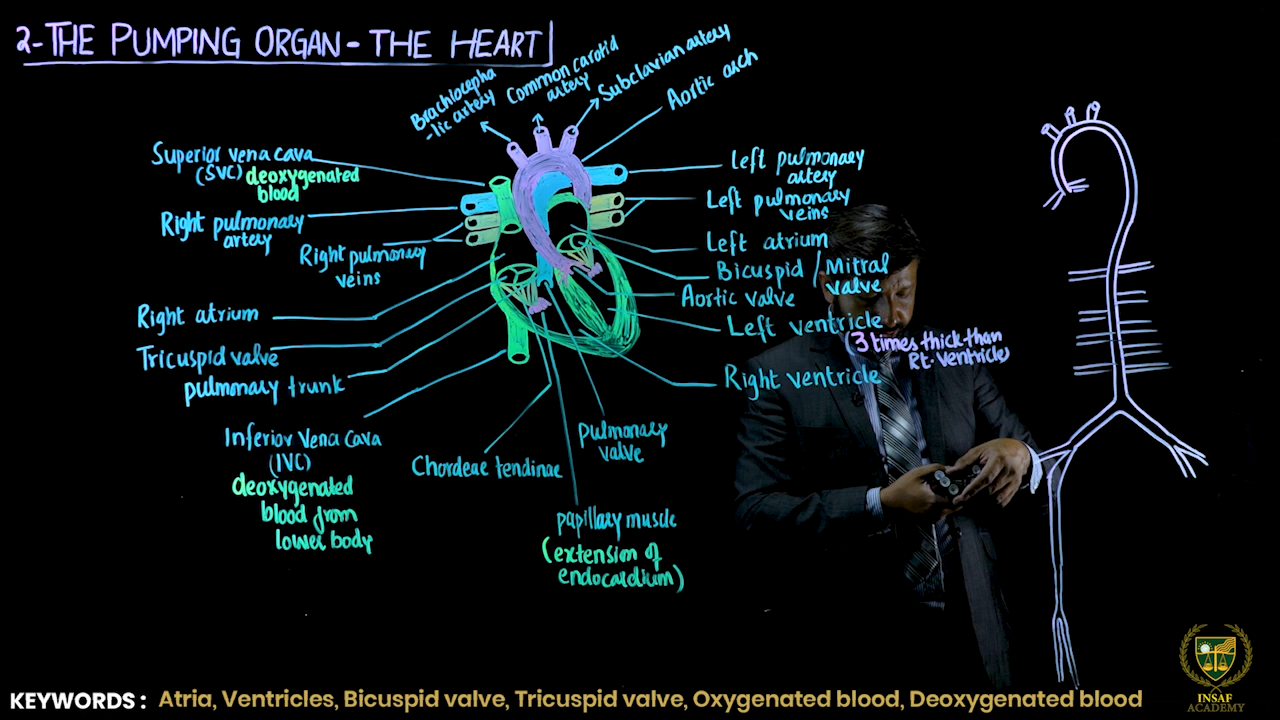 2-THE PUMPING ORGAN - THE HEART
Brachiocepha
-lic artery
Common carotid
artery
Subclavian artery
Aortic arch
Superior vena cava
(SVC) deoxygenated
blood
Right pulmonary
artery
Right pulmonary
veins
Right atrium
Tricuspid valve
pulmonary trunk
Inferior Vena Cava
(IVC)
deoxygenated
blood from
lower body
Chordeae tendinae
Pulmonary
valve
papillary muscle
(extension of
endocardium)
Left pulmonary
artery
Left pulmonary
veins
Left atrium
Bicuspid / Mitral
valve
Aortic valve
Left ventricle
(3 times thick than
Rt. Ventricle)
Right ventricle
KEYWORDS : Atria, Ventricles, Bicuspid valve, Tricuspid valve, Oxygenated blood, Deoxygenated blood
INSAF
ACADEMY